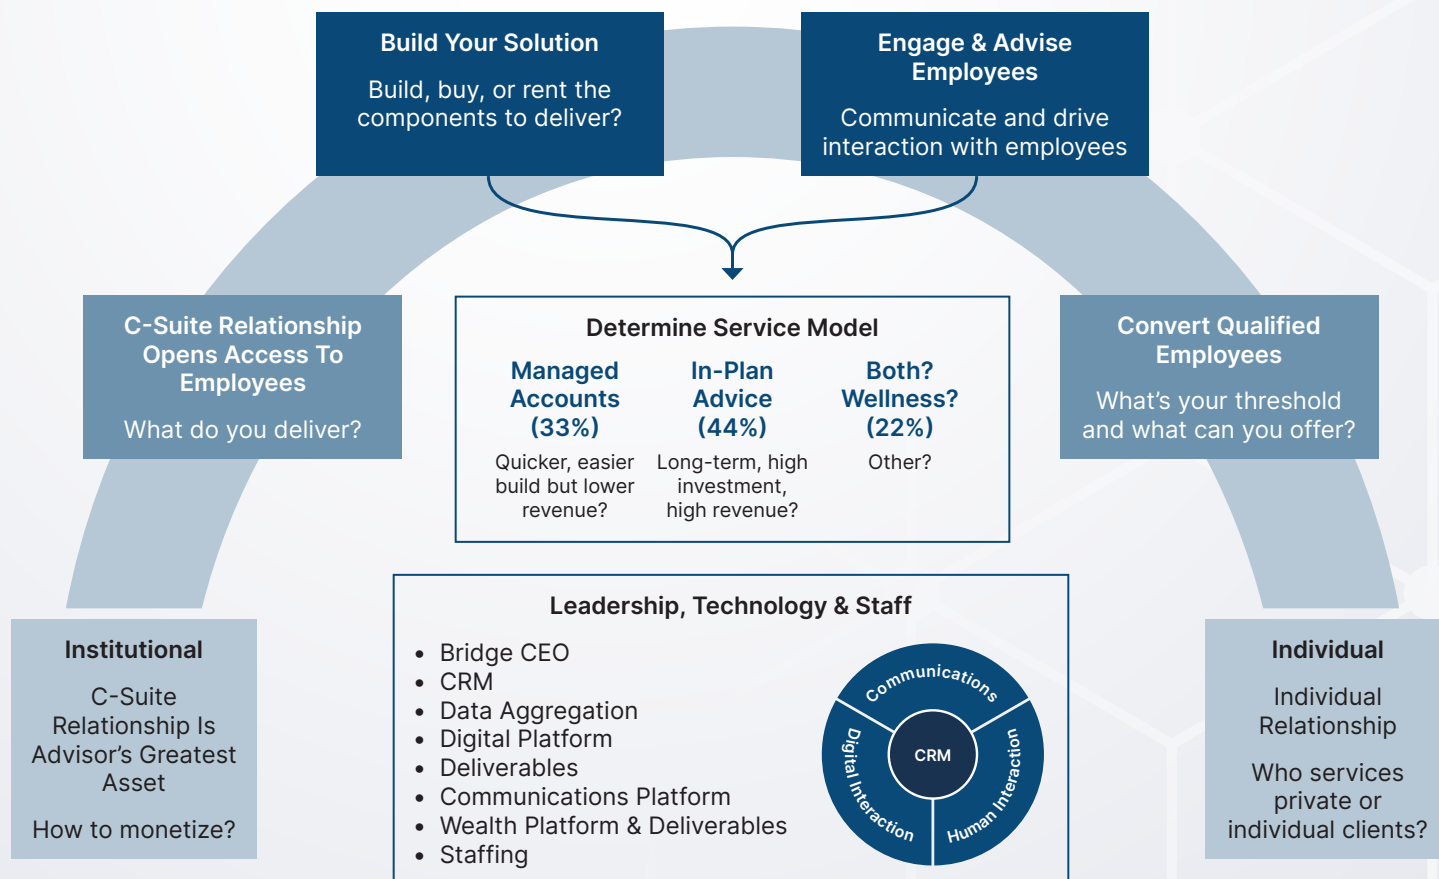 Build Your Solution
Build, buy, or rent the
components to deliver?
Engage & Advise
Employees
Communicate and drive
interaction with employees
C-Suite Relationship
Opens Access To
Employees
What do you deliver?
Determine Service Model
Managed
Accounts
(33%)
Quicker, easier
build but lower
revenue?
In-Plan
Advice
(44%)
Long-term, high
investment,
high revenue?
Both?
Wellness?
(22%)
Other?
Convert Qualified
Employees
What’s your threshold
and what can you offer?
Institutional
C-Suite
Relationship Is
Advisor’s Greatest
Asset
How to monetize?
Leadership, Technology & Staff
• Bridge CEO
• CRM
• Data Aggregation
• Digital Platform
• Deliverables
• Communications Platform
• Wealth Platform & Deliverables
• Staffing
Communications
Digital Interaction
Human Interaction
CRM
Individual
Individual
Relationship
Who services
private or
individual clients?